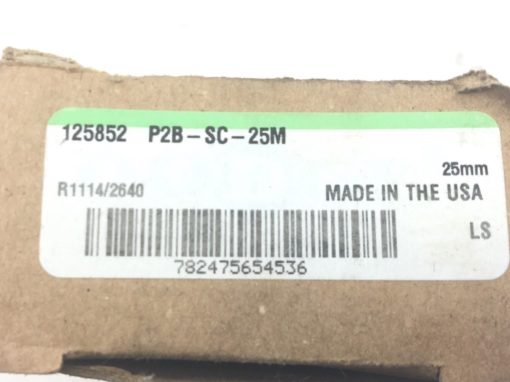 125852 P2B-SC-25M
25mm
R1114/2640 MADE IN THE USA
LS
782475654536